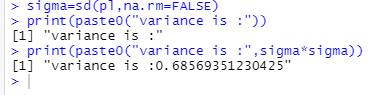 > sigma=sd(pl,na.rm=FALSE)
> print(paste0("variance is :"))
[1] "variance is :"
> print(paste0("variance is :",sigma*sigma))
[1] "variance is :0.68569351230425"
>